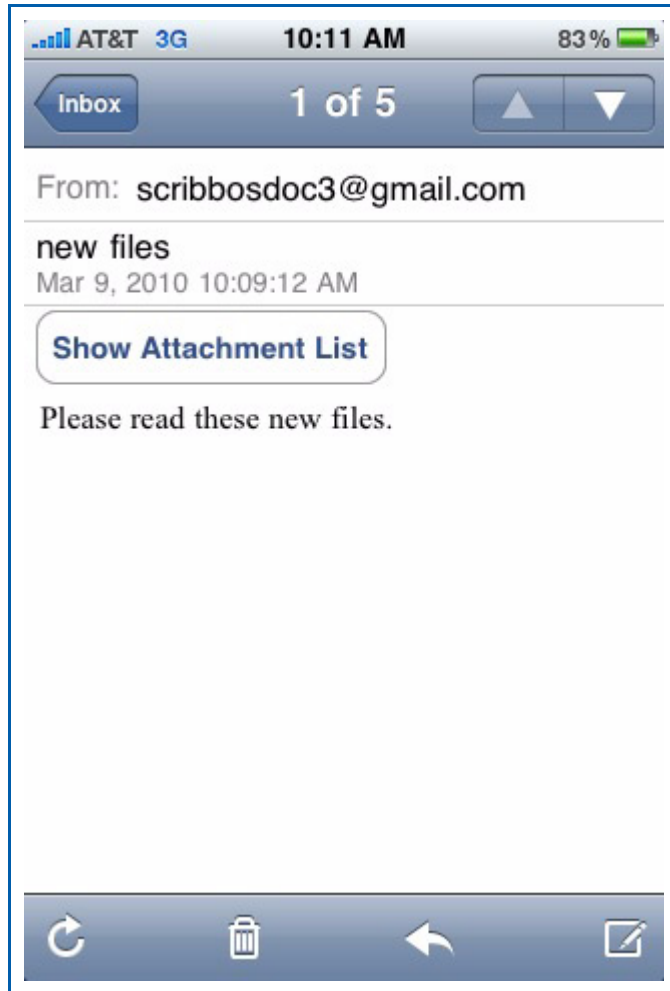 AT&T 3G 10:11 AM 83%
Inbox 1 of 5
From: scribbosdoc3@gmail.com
new files
Mar 9, 2010 10:09:12 AM
Show Attachment List
Please read these new files.